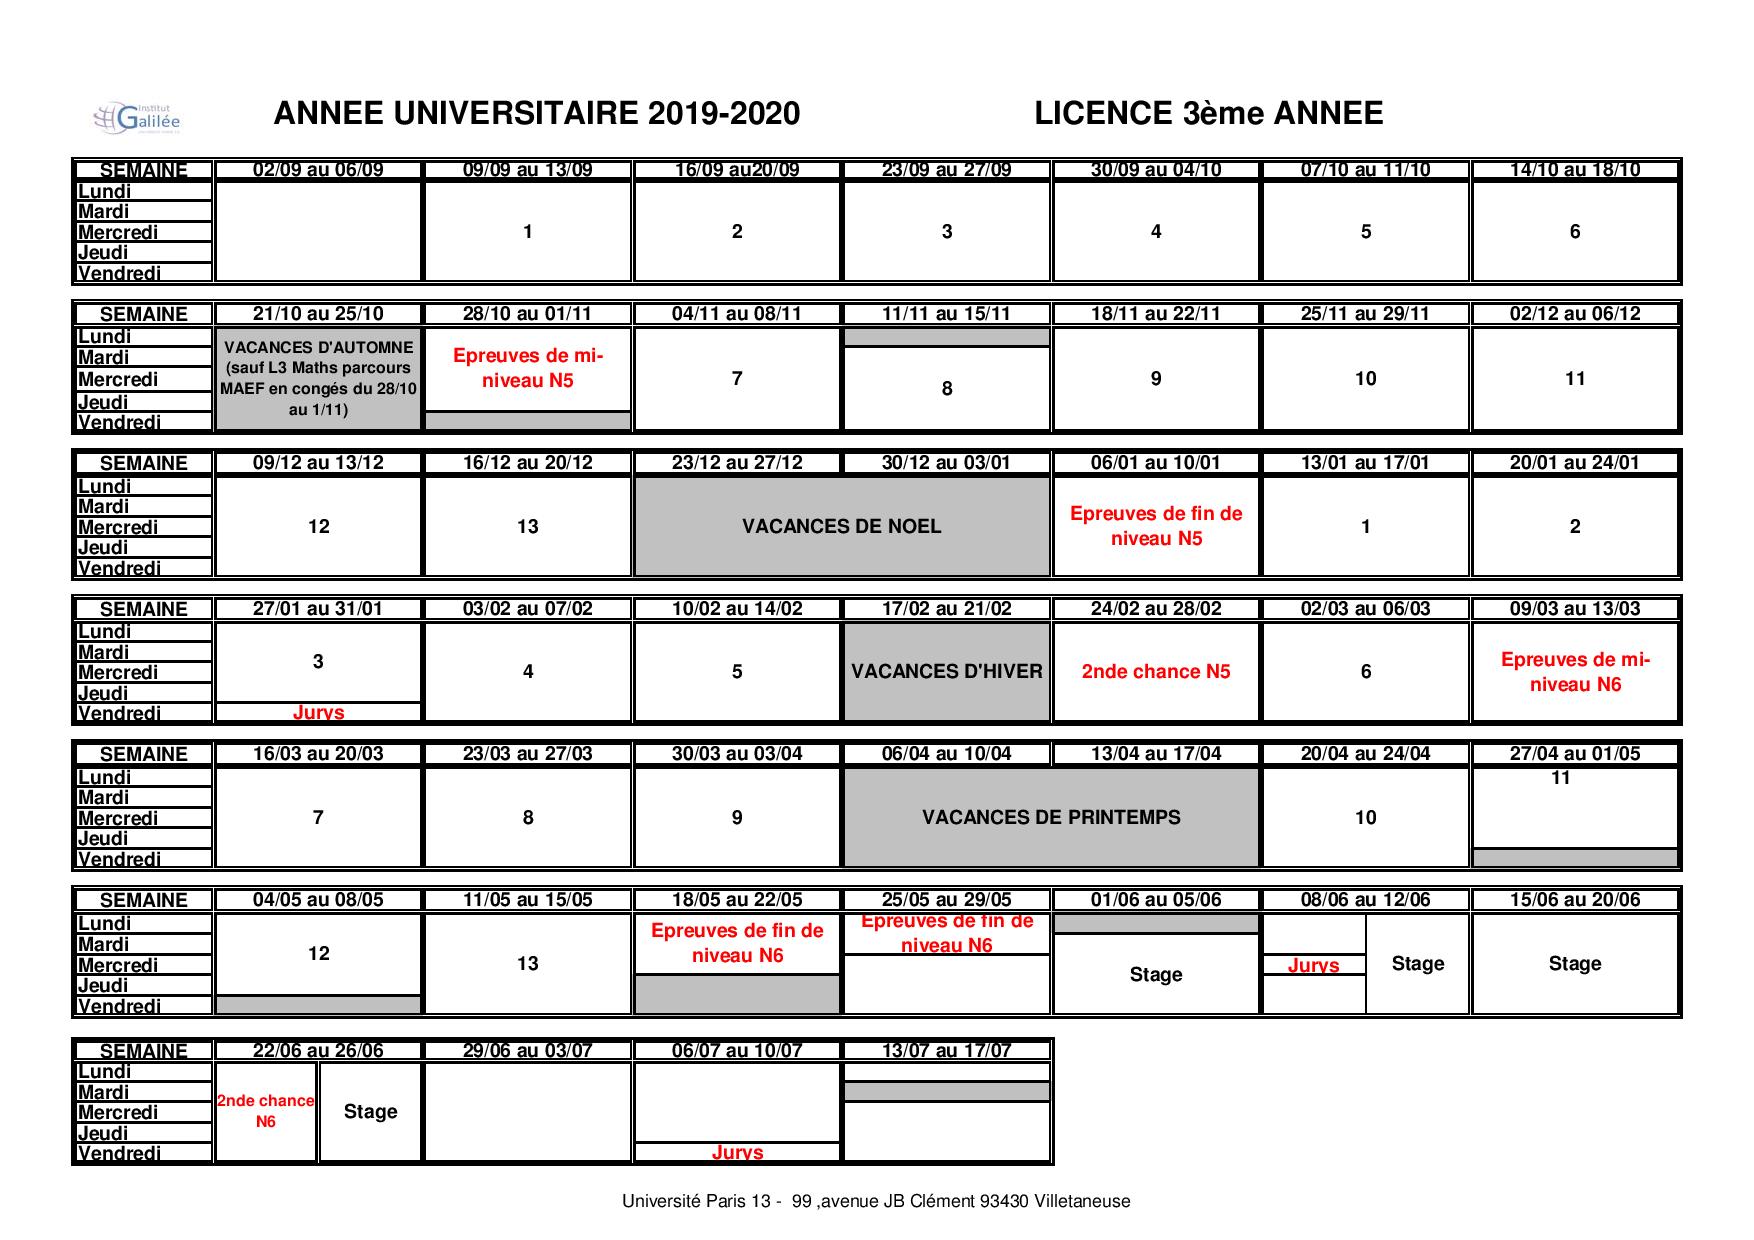 Institut
Galilée
ANNEE UNIVERSITAIRE 2019-2020 LICENCE 3ème ANNEE
SEMAINE 02/09 au 06/09 09/09 au 13/09 16/09 au20/09 23/09 au 27/09 30/09 au 04/10 07/10 au 11/10 14/10 au 18/10
Lundi
Mardi
Mercredi 1 2 3 4 5 6
Jeudi
Vendredi
SEMAINE 21/10 au 25/10 28/10 au 01/11 04/11 au 08/11 11/11 au 15/11 18/11 au 22/11 25/11 au 29/11 02/12 au 06/12
Lundi
Mardi
Mercredi
Jeudi
Vendredi
VACANCES D'AUTOMNE
(sauf L3 Maths parcours
MAEF en congés du 28/10
au 1/11)
Epreuves de mi-
niveau N5
7 8 9 10 11
SEMAINE 09/12 au 13/12 16/12 au 20/12 23/12 au 27/12 30/12 au 03/01 06/01 au 10/01 13/01 au 17/01 20/01 au 24/01
Lundi
Mardi
Mercredi
Jeudi
Vendredi
12 13 VACANCES DE NOEL
Epreuves de fin de
niveau N5
1 2
SEMAINE 27/01 au 31/01 03/02 au 07/02 10/02 au 14/02 17/02 au 21/02 24/02 au 28/02 02/03 au 06/03 09/03 au 13/03
Lundi
Mardi
Mercredi
Jeudi
Vendredi
3
Jurys
4 5 VACANCES D'HIVER 2nde chance N5 6
Epreuves de mi-
niveau N6
SEMAINE 16/03 au 20/03 23/03 au 27/03 30/03 au 03/04 06/04 au 10/04 13/04 au 17/04 20/04 au 24/04 27/04 au 01/05
Lundi
Mardi
Mercredi
Jeudi
Vendredi
7 8 9 VACANCES DE PRINTEMPS 10 11
SEMAINE 04/05 au 08/05 11/05 au 15/05 18/05 au 22/05 25/05 au 29/05 01/06 au 05/06 08/06 au 12/06 15/06 au 20/06
Lundi
Mardi
Mercredi
Jeudi
Vendredi
12 13
Epreuves de fin de
niveau N6
Epreuves de fin de
niveau N6
Stage
Jurys
Stage
Stage
SEMAINE 22/06 au 26/06 29/06 au 03/07 06/07 au 10/07 13/07 au 17/07
Lundi
Mardi
Mercredi
Jeudi
Vendredi
2nde chance
N6
Stage
Jurys
Université Paris 13 - 99 ,avenue JB Clément 93430 Villetaneuse